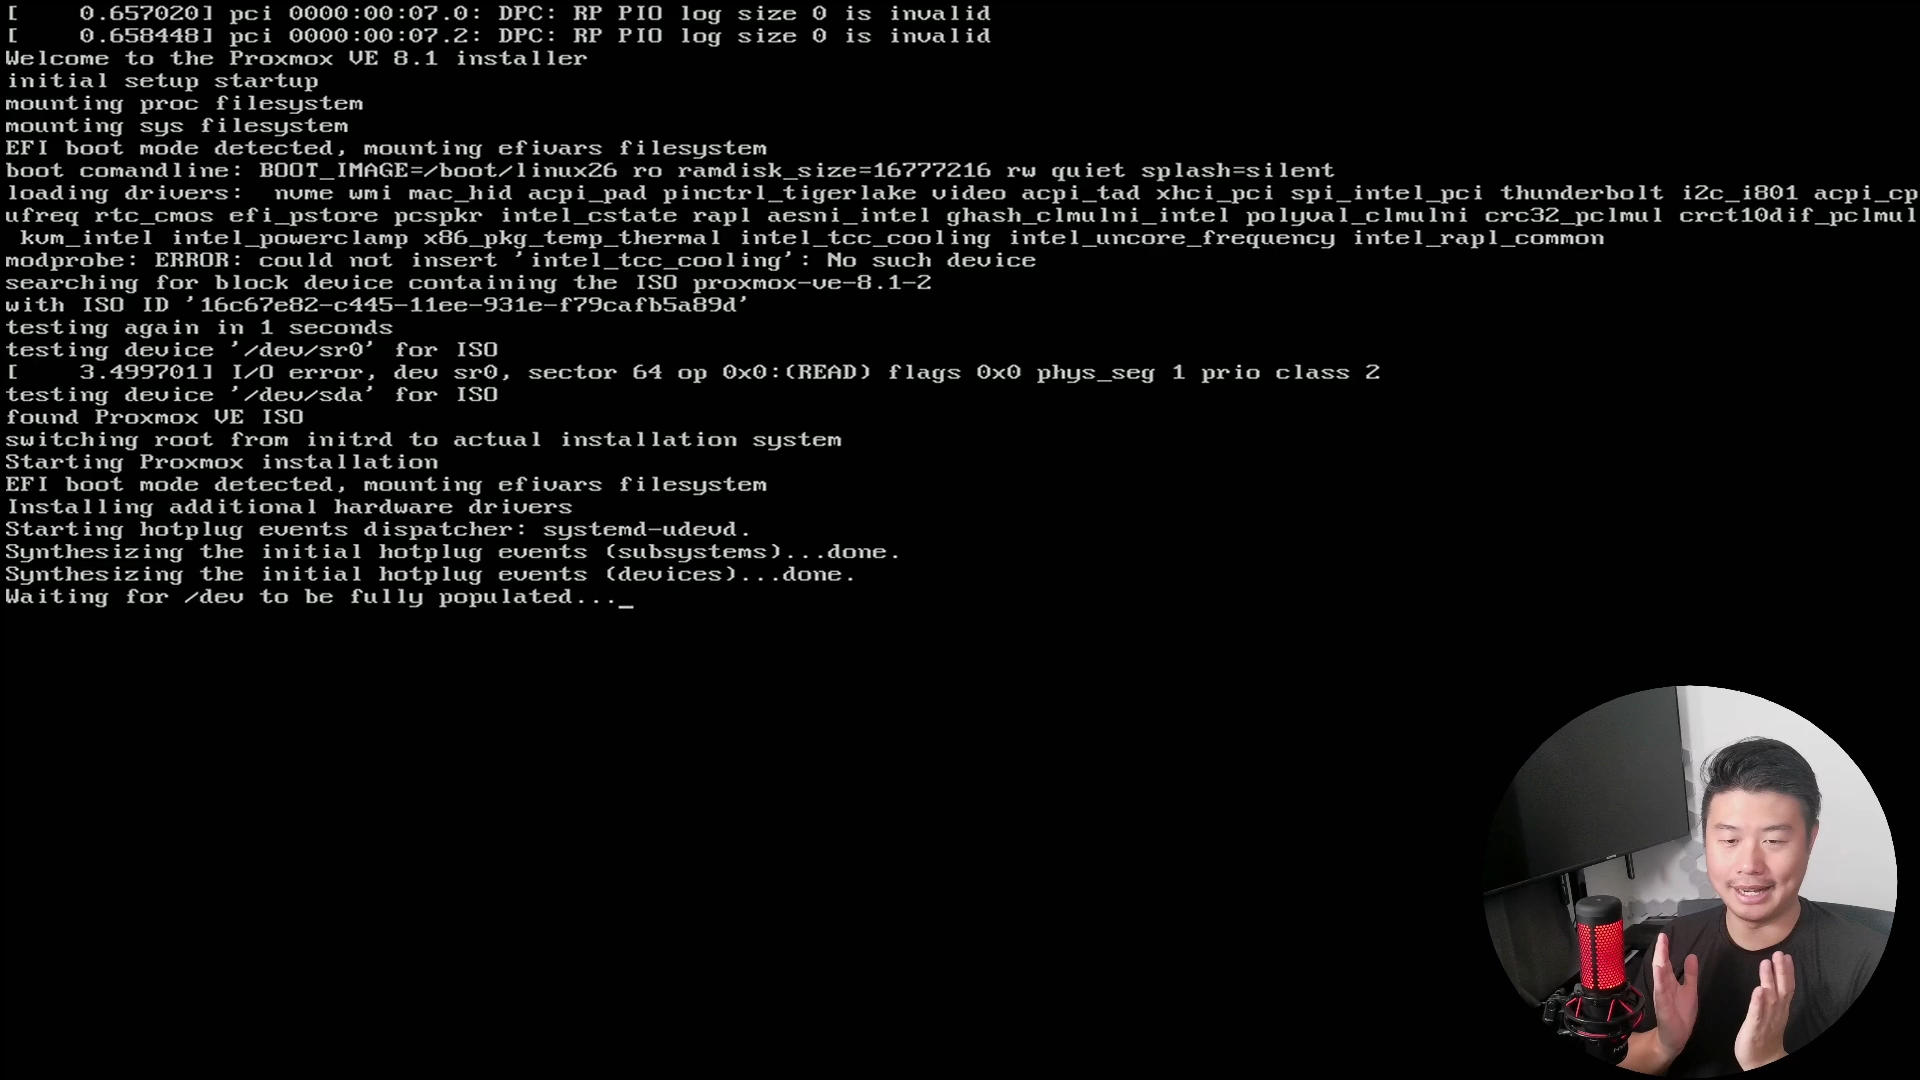 [    0.657020] pci 0000:00:07.0: DPC: RP PIO log size 0 is invalid
[    0.658448] pci 0000:00:07.2: DPC: RP PIO log size 0 is invalid
Welcome to the Proxmox VE 8.1 installer
initial setup startup
mounting proc filesystem
mounting sys filesystem
EFI boot mode detected, mounting efivars filesystem
boot comandline: BOOT_IMAGE=/boot/linux26 ro ramdisk_size=16777216 rw quiet splash=silent
loading drivers:  nvme wmi mac_hid acpi_pad pinctrl_tigerlake video acpi_tad xhci_pci spi_intel_pci thunderbolt i2c_i801 acpi_cp
ufreq rtc_cmos efi_pstore pcspkr intel_cstate rapl aesni_intel ghash_clmulni_intel polyval_clmulni crc32_pclmul crct10dif_pclmul
 kvm_intel intel_powerclamp x86_pkg_temp_thermal intel_tcc_cooling intel_uncore_frequency intel_rapl_common
modprobe: ERROR: could not insert 'intel_tcc_cooling': No such device
searching for block device containing the ISO proxmox-ve-8.1-2
with ISO ID '16c67e82-c445-11ee-931e-f79cafb5a89d'
testing again in 1 seconds
testing device '/dev/sr0' for ISO
[    3.499701] I/O error, dev sr0, sector 64 op 0x0:(READ) flags 0x0 phys_seg 1 prio class 2
testing device '/dev/sda' for ISO
found Proxmox VE ISO
switching root from initrd to actual installation system
Starting Proxmox installation
EFI boot mode detected, mounting efivars filesystem
Installing additional hardware drivers
Starting hotplug events dispatcher: systemd-udevd.
Synthesizing the initial hotplug events (subsystems)...done.
Synthesizing the initial hotplug events (devices)...done.
Waiting for /dev to be fully populated..._